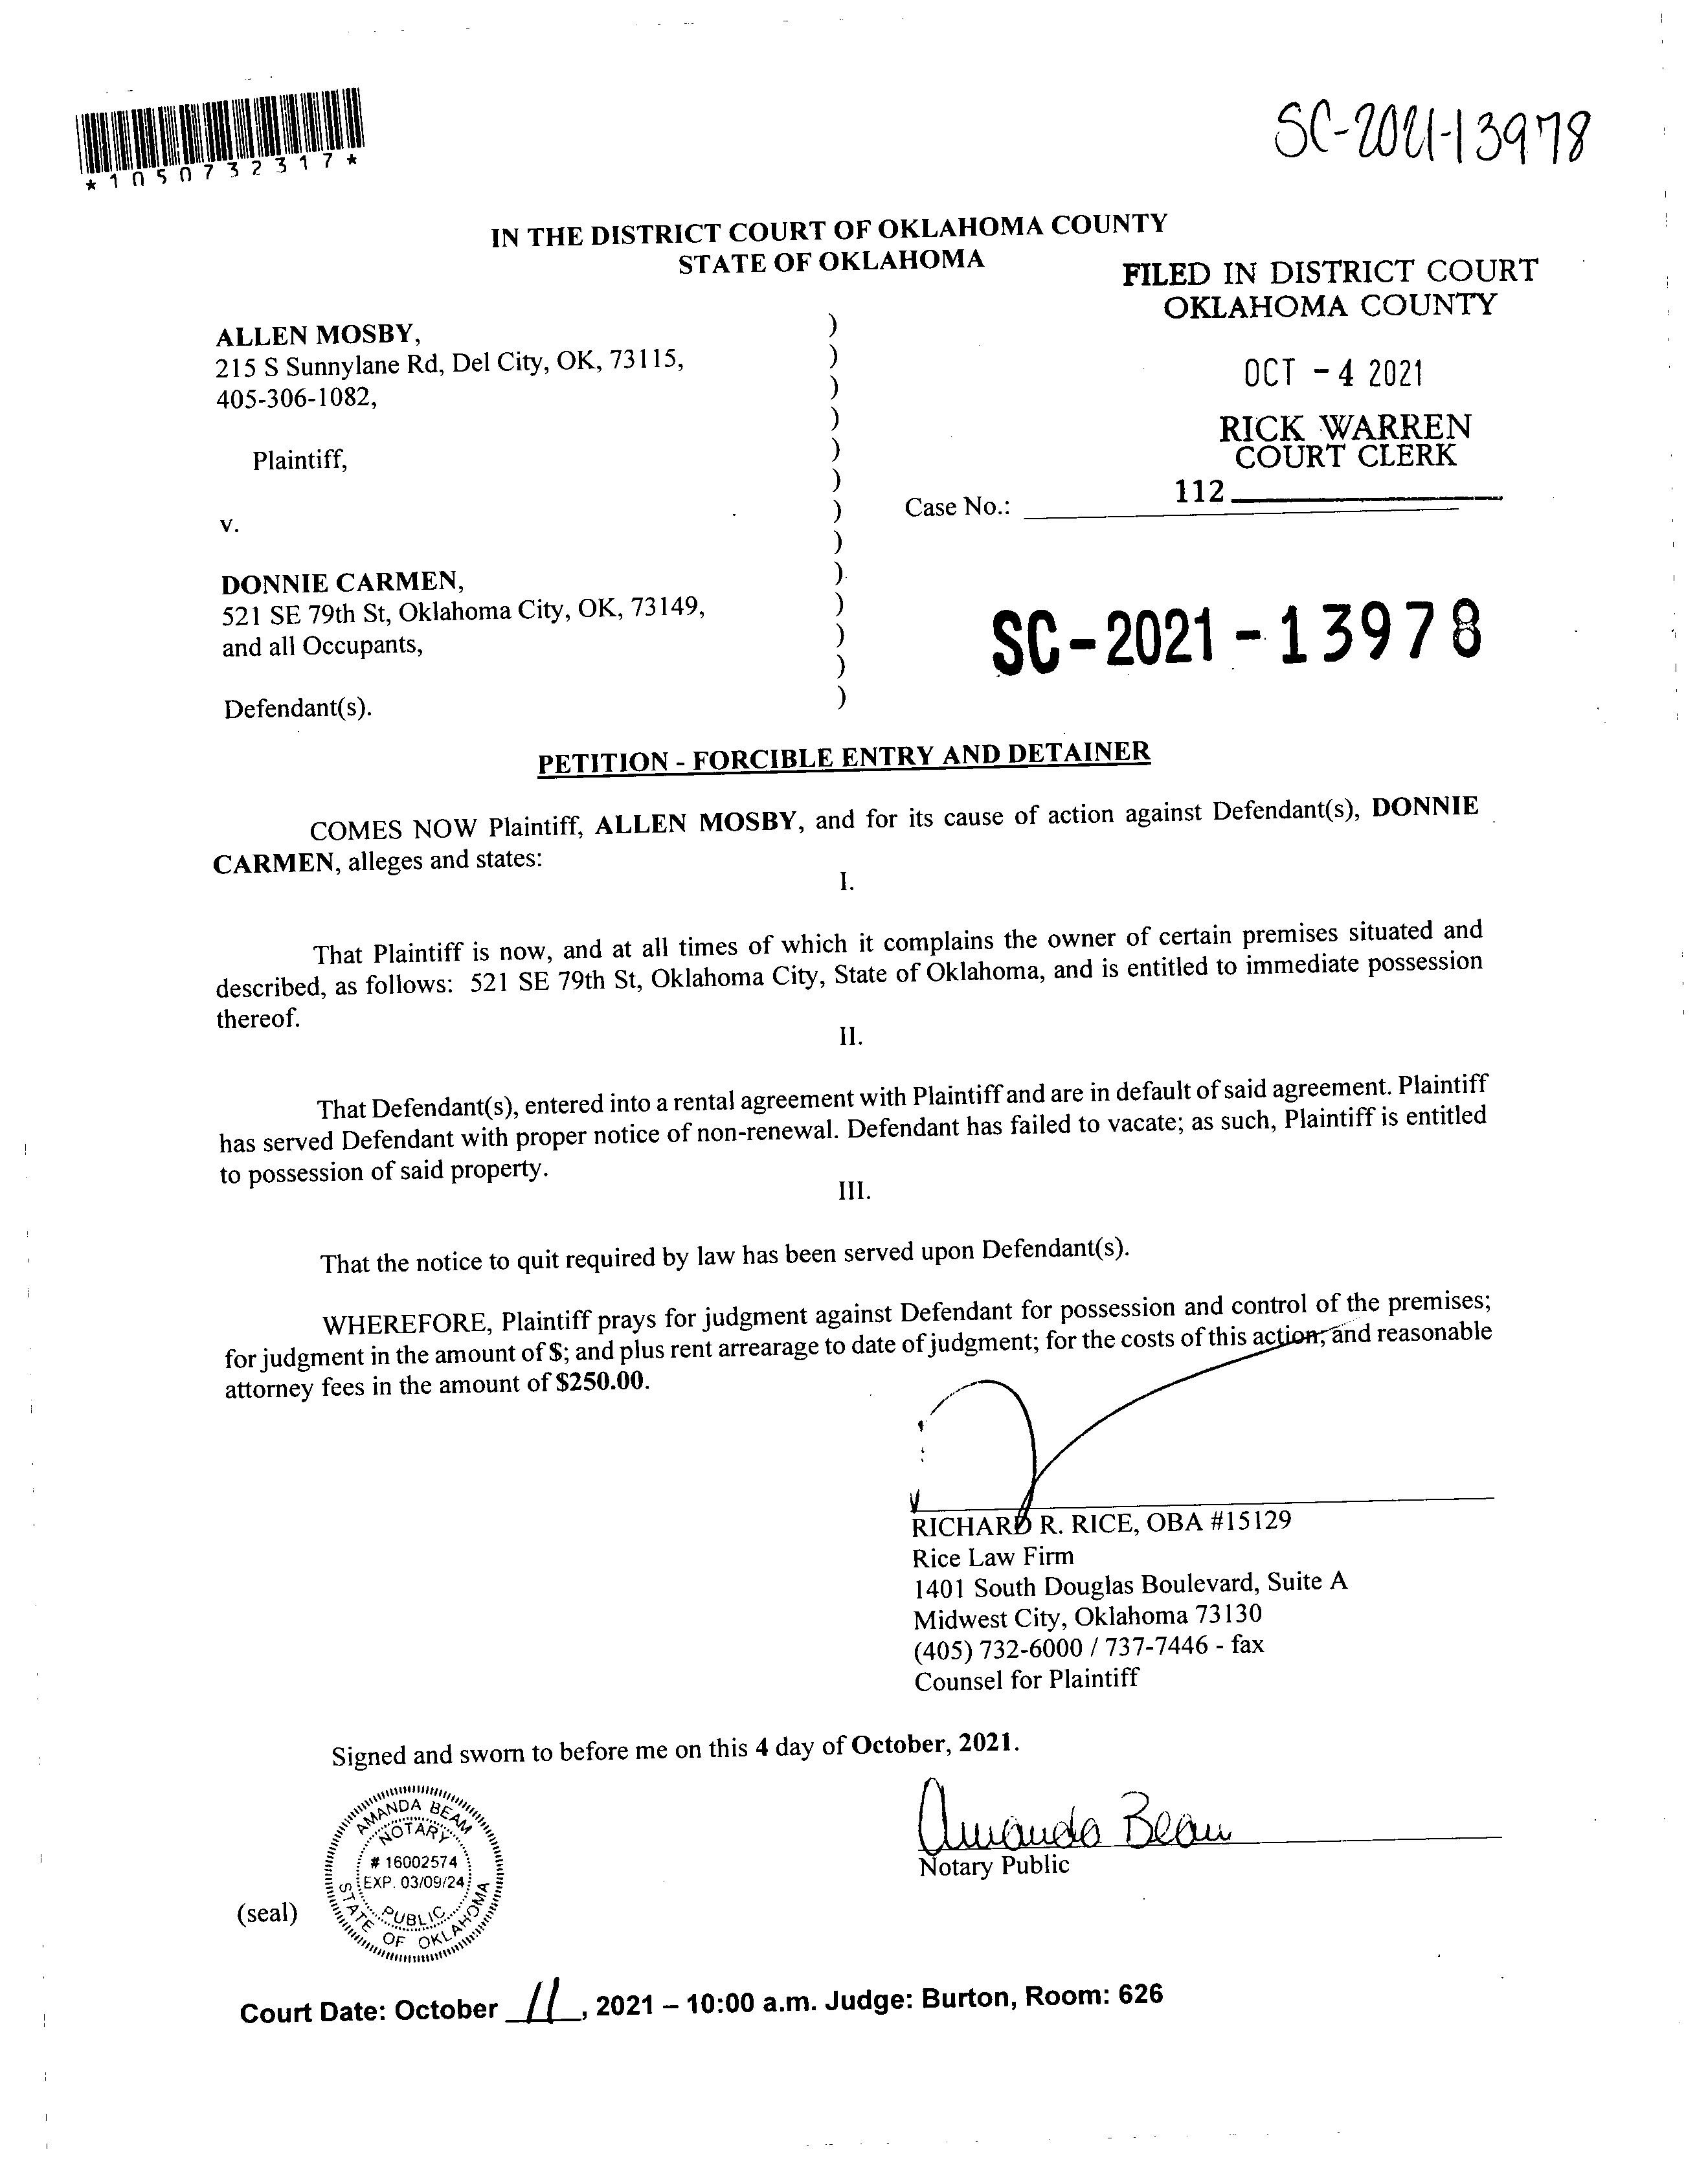 *1050732317*
SC-2021-13978
IN THE DISTRICT COURT OF OKLAHOMA COUNTY
STATE OF OKLAHOMA
FILED IN DISTRICT COURT
OKLAHOMA COUNTY
OCT - 4 2021
RICK WARREN
COURT CLERK
112
ALLEN MOSBY,
215 S Sunnylane Rd, Del City, OK, 73115,
405-306-1082,
Plaintiff,
v.
Case No.:
DONNIE CARMEN,
521 SE 79th St, Oklahoma City, OK, 73149,
and all Occupants,
Defendant(s).
SC-2021-13978
PETITION - FORCIBLE ENTRY AND DETAINER
COMES NOW Plaintiff, ALLEN MOSBY, and for its cause of action against Defendant(s), DONNIE
CARMEN, alleges and states:
I.
That Plaintiff is now, and at all times of which it complains the owner of certain premises situated and
described, as follows: 521 SE 79th St, Oklahoma City, State of Oklahoma, and is entitled to immediate possession
thereof.
II.
That Defendant(s), entered into a rental agreement with Plaintiff and are in default of said agreement. Plaintiff
has served Defendant with proper notice of non-renewal. Defendant has failed to vacate; as such, Plaintiff is entitled
to possession of said property.
III.
That the notice to quit required by law has been served upon Defendant(s).
WHEREFORE, Plaintiff prays for judgment against Defendant for possession and control of the premises;
for judgment in the amount of $; and plus rent arrearage to date of judgment; for the costs of this action; and reasonable
attorney fees in the amount of $250.00.
RICHARD R. RICE, OBA #15129
Rice Law Firm
1401 South Douglas Boulevard, Suite A
Midwest City, Oklahoma 73130
(405) 732-6000 / 737-7446 - fax
Counsel for Plaintiff
Signed and sworn to before me on this 4 day of October, 2021.
AMANDA BEAM
NOTARY
# 16002574
EXP. 03/09/24
PUBLIC
STATE OF OKLAHOMA
(seal)
Amanda Beam
Notary Public
Court Date: October 11, 2021 – 10:00 a.m. Judge: Burton, Room: 626